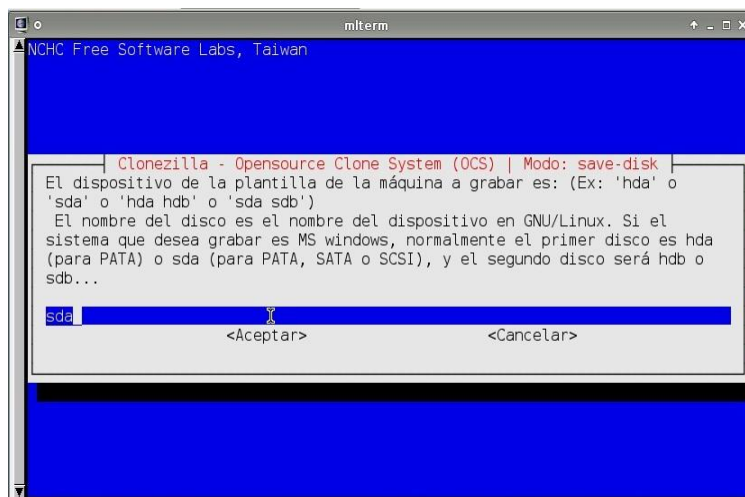 mlterm
NCHC Free Software Labs, Taiwan
Clonezilla - Opensource Clone System (OCS) | Modo: save-disk
El dispositivo de la plantilla de la máquina a grabar es: (Ex: 'hda' o
'sda' o 'hda hdb' o 'sda sdb')
El nombre del disco es el nombre del dispositivo en GNU/Linux. Si el
sistema que desea grabar es MS windows, normalmente el primer disco es hda
(para PATA) o sda (para PATA, SATA o SCSI), y el segundo disco será hdb o
sdb...
sda
<Aceptar> <Cancelar>